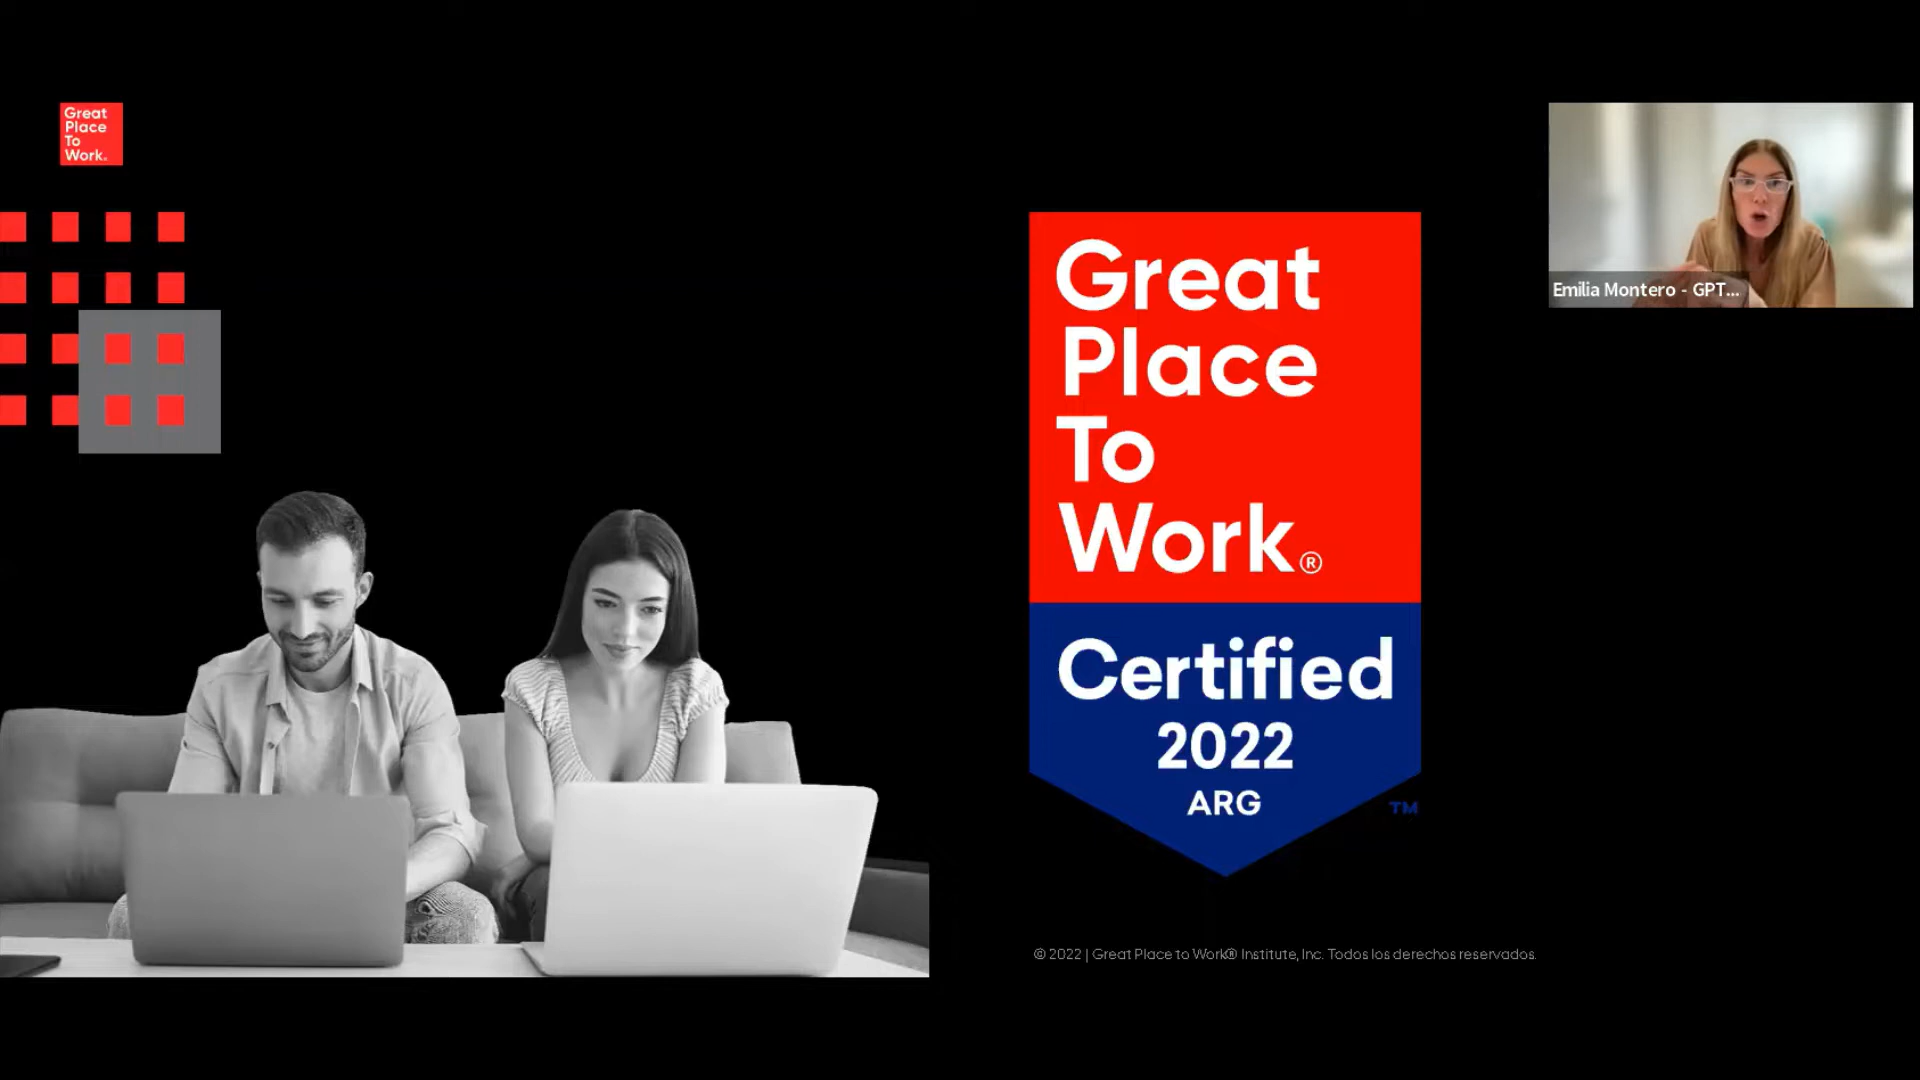 Great
Place
To
Work.
Great
Place
To
Work®
Certified
2022
ARG
TM
Emilia Montero - GPT...
© 2022 | Great Place to Work® Institute, Inc. Todos los derechos reservados.